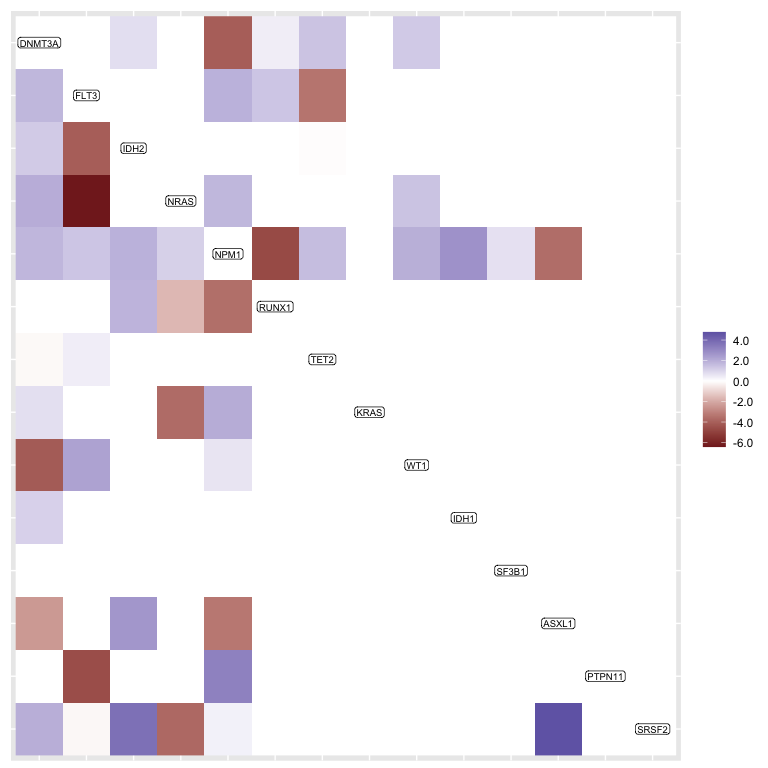 DNMT3A
FLT3
IDH2
NRAS
NPM1
RUNX1
TET2
KRAS
WT1
IDH1
SF3B1
ASXL1
PTPN11
SRSF2
4.0
2.0
0.0
-2.0
-4.0
-6.0